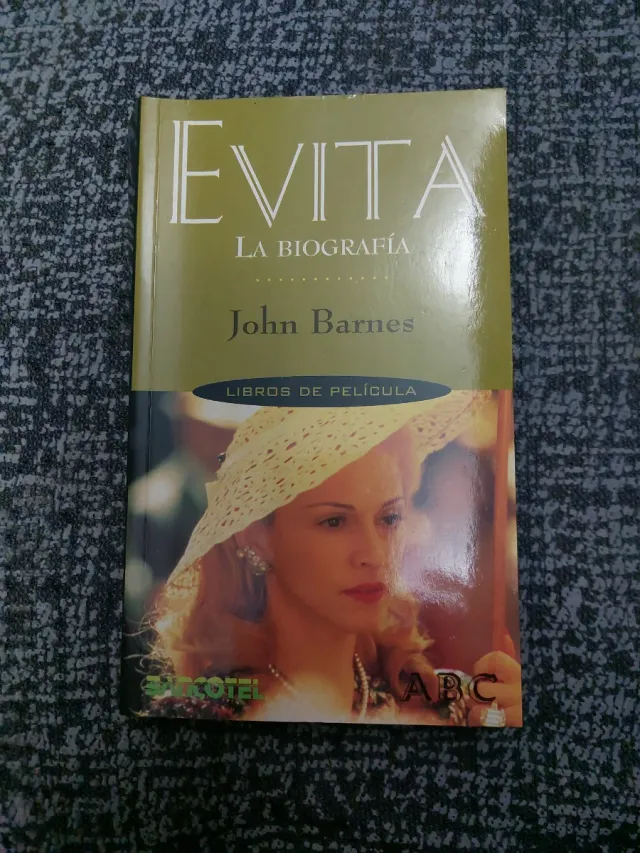 EVITA
LA BIOGRAFÍA
John Barnes
LIBROS DE PELÍCULA
ABC